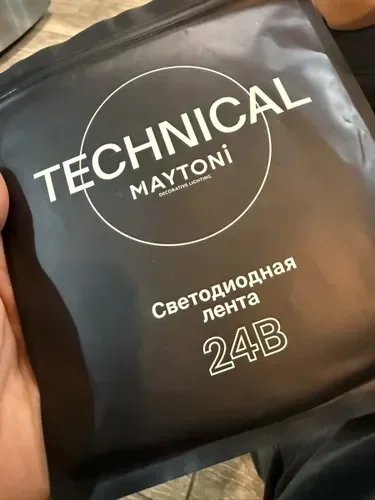 TECHNICAL
MAYTONi
DECORATIVE LIGHTING
Светодиодная
лента
24В